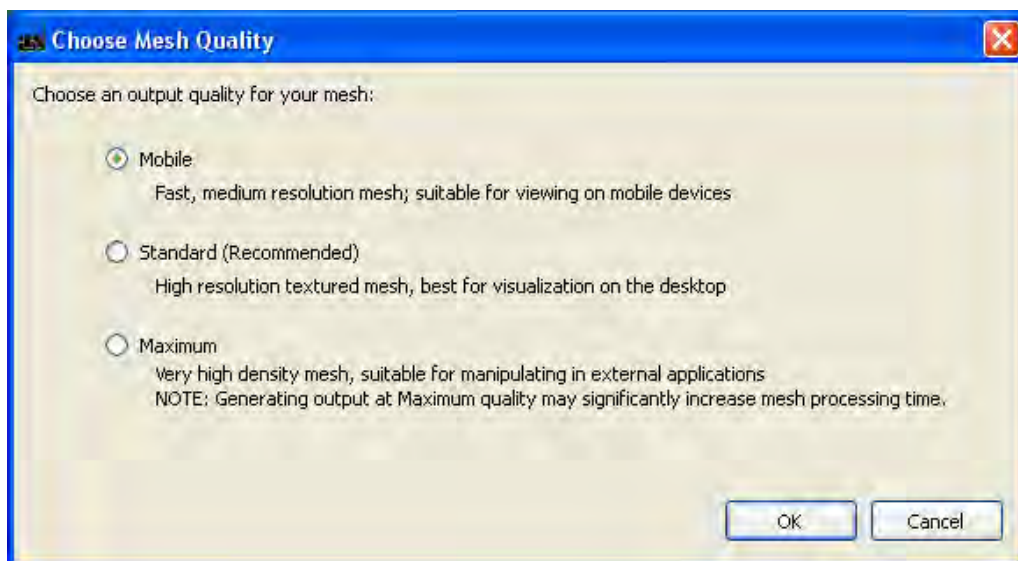 Choose Mesh Quality
Choose an output quality for your mesh:
Mobile
Fast, medium resolution mesh; suitable for viewing on mobile devices
Standard (Recommended)
High resolution textured mesh, best for visualization on the desktop
Maximum
Very high density mesh, suitable for manipulating in external applications
NOTE: Generating output at Maximum quality may significantly increase mesh processing time.
OK Cancel